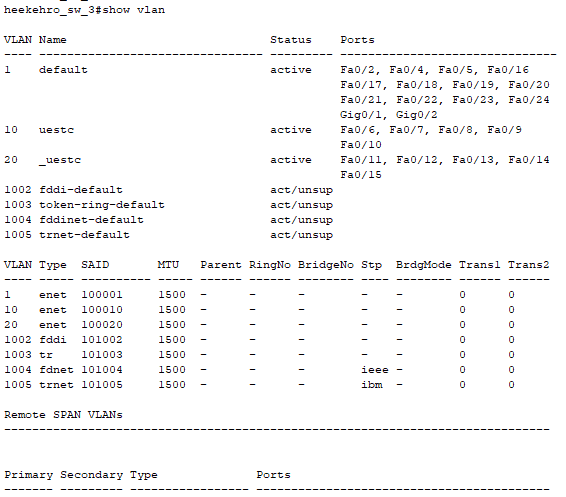 heekehro_sw_3#show vlan
VLAN Name                             Status    Ports
---- -------------------------------- --------- -------------------------------
1    default                          active    Fa0/2, Fa0/4, Fa0/5, Fa0/16
                                                Fa0/17, Fa0/18, Fa0/19, Fa0/20
                                                Fa0/21, Fa0/22, Fa0/23, Fa0/24
                                                Gig0/1, Gig0/2
10   uestc                            active    Fa0/6, Fa0/7, Fa0/8, Fa0/9
                                                Fa0/10
20   _uestc                           active    Fa0/11, Fa0/12, Fa0/13, Fa0/14
                                                Fa0/15
1002 fddi-default                     act/unsup
1003 token-ring-default               act/unsup
1004 fddinet-default                  act/unsup
1005 trnet-default                    act/unsup
VLAN Type  SAID       MTU   Parent RingNo BridgeNo Stp  BrdgMode Trans1 Trans2
---- ----- ---------- ----- ------ ------ -------- ---- -------- ------ ------
1    enet  100001     1500  -      -      -        -    -        0      0
10   enet  100010     1500  -      -      -        -    -        0      0
20   enet  100020     1500  -      -      -        -    -        0      0
1002 fddi  101002     1500  -      -      -        -    -        0      0
1003 tr    101003     1500  -      -      -        -    -        0      0
1004 fdnet 101004     1500  -      -      -        ieee -        0      0
1005 trnet 101005     1500  -      -      -        ibm  -        0      0
Remote SPAN VLANs
------------------------------------------------------------------------------
Primary Secondary Type              Ports
------- --------- ----------------- ------------------------------------------